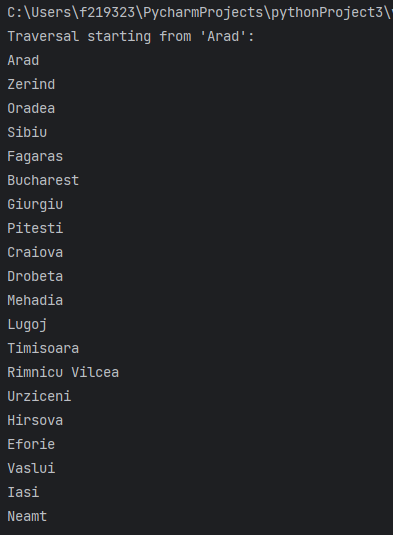 C:\Users\f219323\PycharmProjects\pythonProject3\
Traversal starting from 'Arad':
Arad
Zerind
Oradea
Sibiu
Fagaras
Bucharest
Giurgiu
Pitesti
Craiova
Drobeta
Mehadia
Lugoj
Timisoara
Rimnicu Vilcea
Urziceni
Hirsova
Eforie
Vaslui
Iasi
Neamt